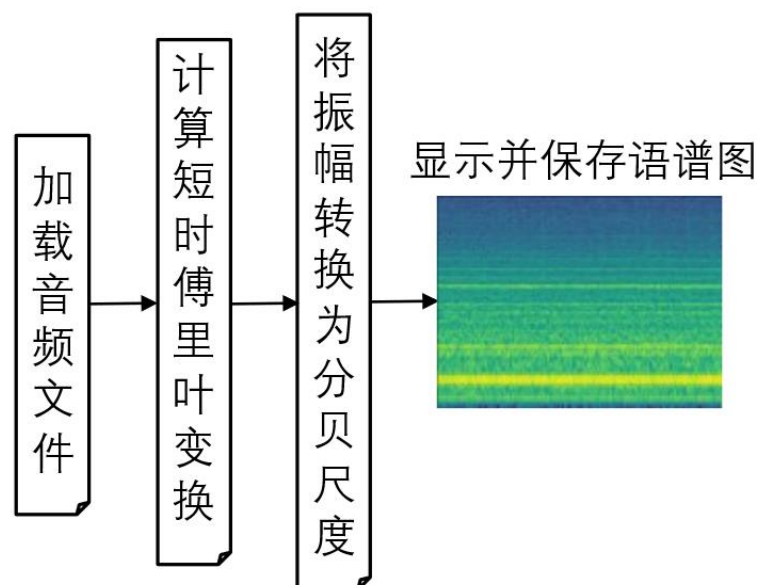 加载音频文件
计算短时傅里叶变换
将振幅转换为分贝尺度
显示并保存语谱图